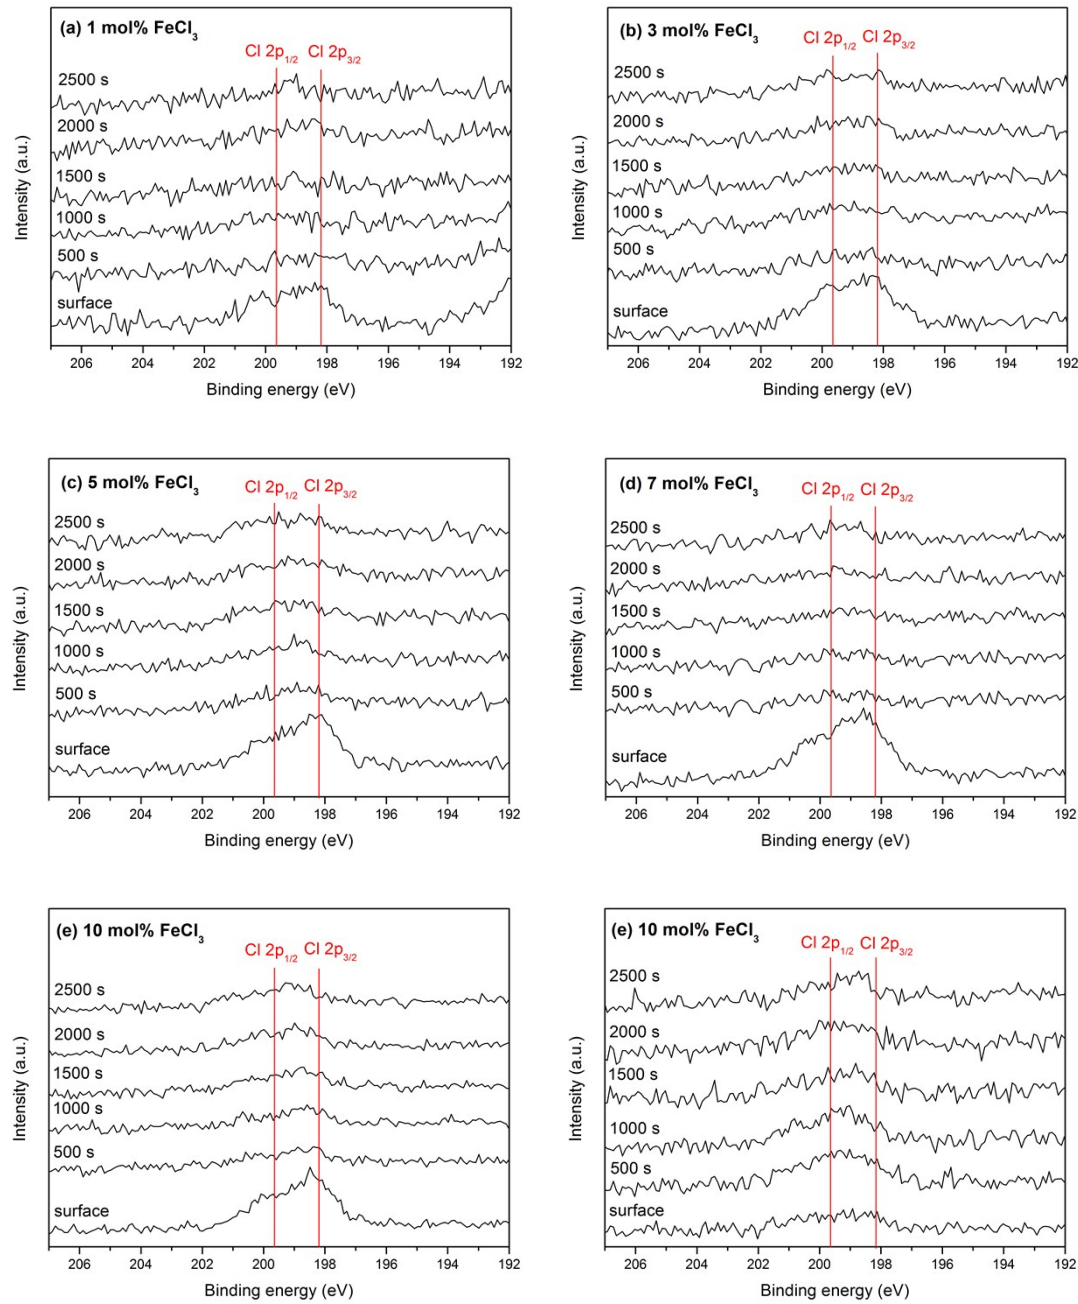 (a) 1 mol% FeCl₃
Cl 2p₁/₂ Cl 2p₃/₂
2500 s
2000 s
1500 s
1000 s
500 s
surface
Intensity (a.u.)
206 204 202 200 198 196 194 192
Binding energy (eV)
(b) 3 mol% FeCl₃
Cl 2p₁/₂ Cl 2p₃/₂
2500 s
2000 s
1500 s
1000 s
500 s
surface
Intensity (a.u.)
206 204 202 200 198 196 194 192
Binding energy (eV)
(c) 5 mol% FeCl₃
Cl 2p₁/₂ Cl 2p₃/₂
2500 s
2000 s
1500 s
1000 s
500 s
surface
Intensity (a.u.)
206 204 202 200 198 196 194 192
Binding energy (eV)
(d) 7 mol% FeCl₃
Cl 2p₁/₂ Cl 2p₃/₂
2500 s
2000 s
1500 s
1000 s
500 s
surface
Intensity (a.u.)
206 204 202 200 198 196 194 192
Binding energy (eV)
(e) 10 mol% FeCl₃
Cl 2p₁/₂ Cl 2p₃/₂
2500 s
2000 s
1500 s
1000 s
500 s
surface
Intensity (a.u.)
206 204 202 200 198 196 194 192
Binding energy (eV)
(e) 10 mol% FeCl₃
Cl 2p₁/₂ Cl 2p₃/₂
2500 s
2000 s
1500 s
1000 s
500 s
surface
Intensity (a.u.)
206 204 202 200 198 196 194 192
Binding energy (eV)